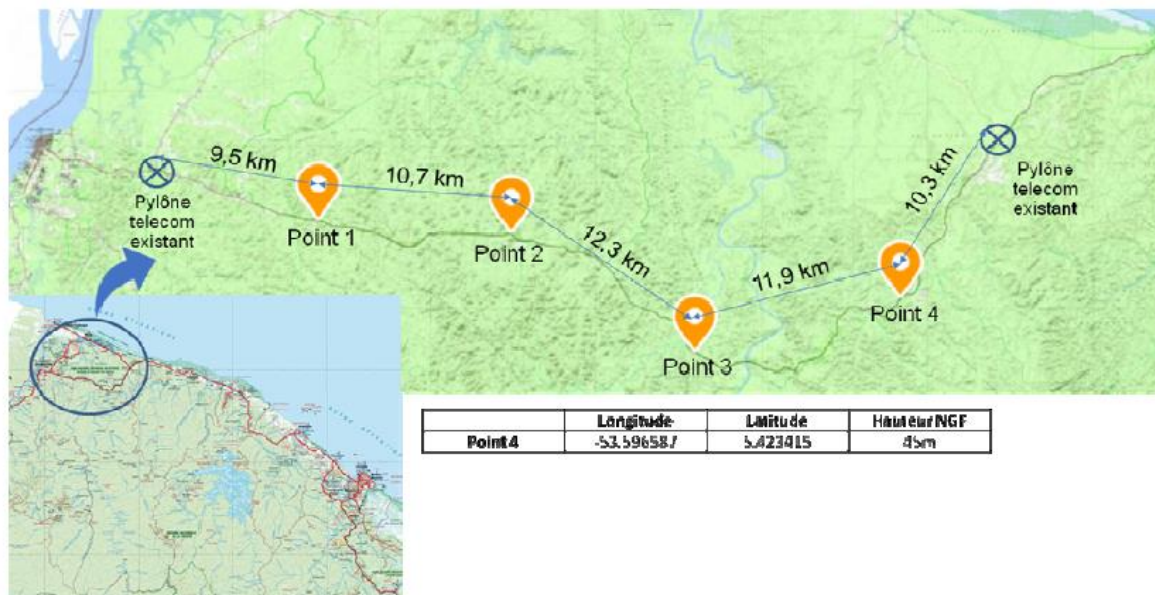 9,5 km
10,7 km
12,3 km
11,9 km
10,3 km
Pylône
telecom
existant
Point 1
Point 2
Point 3
Point 4
Pylône
telecom
existant
Longitude Latitude Hauteur NGF
Point 4 -53.596587 5.423415 45m